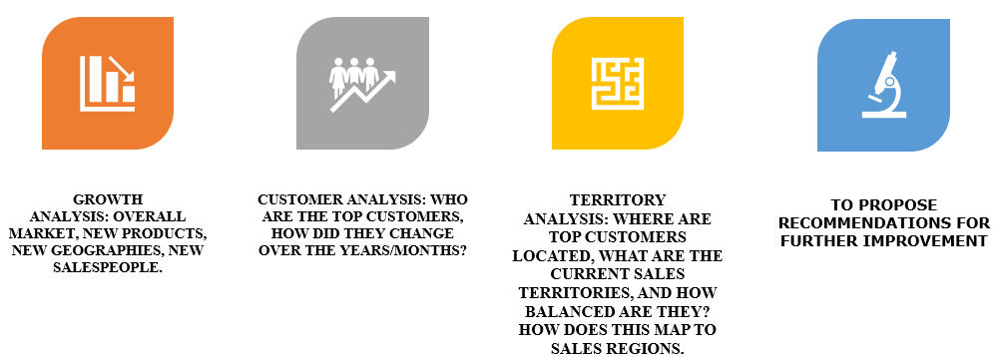 GROWTH
ANALYSIS: OVERALL
MARKET, NEW PRODUCTS,
NEW GEOGRAPHIES, NEW
SALESPEOPLE.
CUSTOMER ANALYSIS: WHO
ARE THE TOP CUSTOMERS,
HOW DID THEY CHANGE
OVER THE YEARS/MONTHS?
TERRITORY
ANALYSIS: WHERE ARE
TOP CUSTOMERS
LOCATED, WHAT ARE THE
CURRENT SALES
TERRITORIES, AND HOW
BALANCED ARE THEY?
HOW DOES THIS MAP TO
SALES REGIONS.
TO PROPOSE
RECOMMENDATIONS FOR
FURTHER IMPROVEMENT